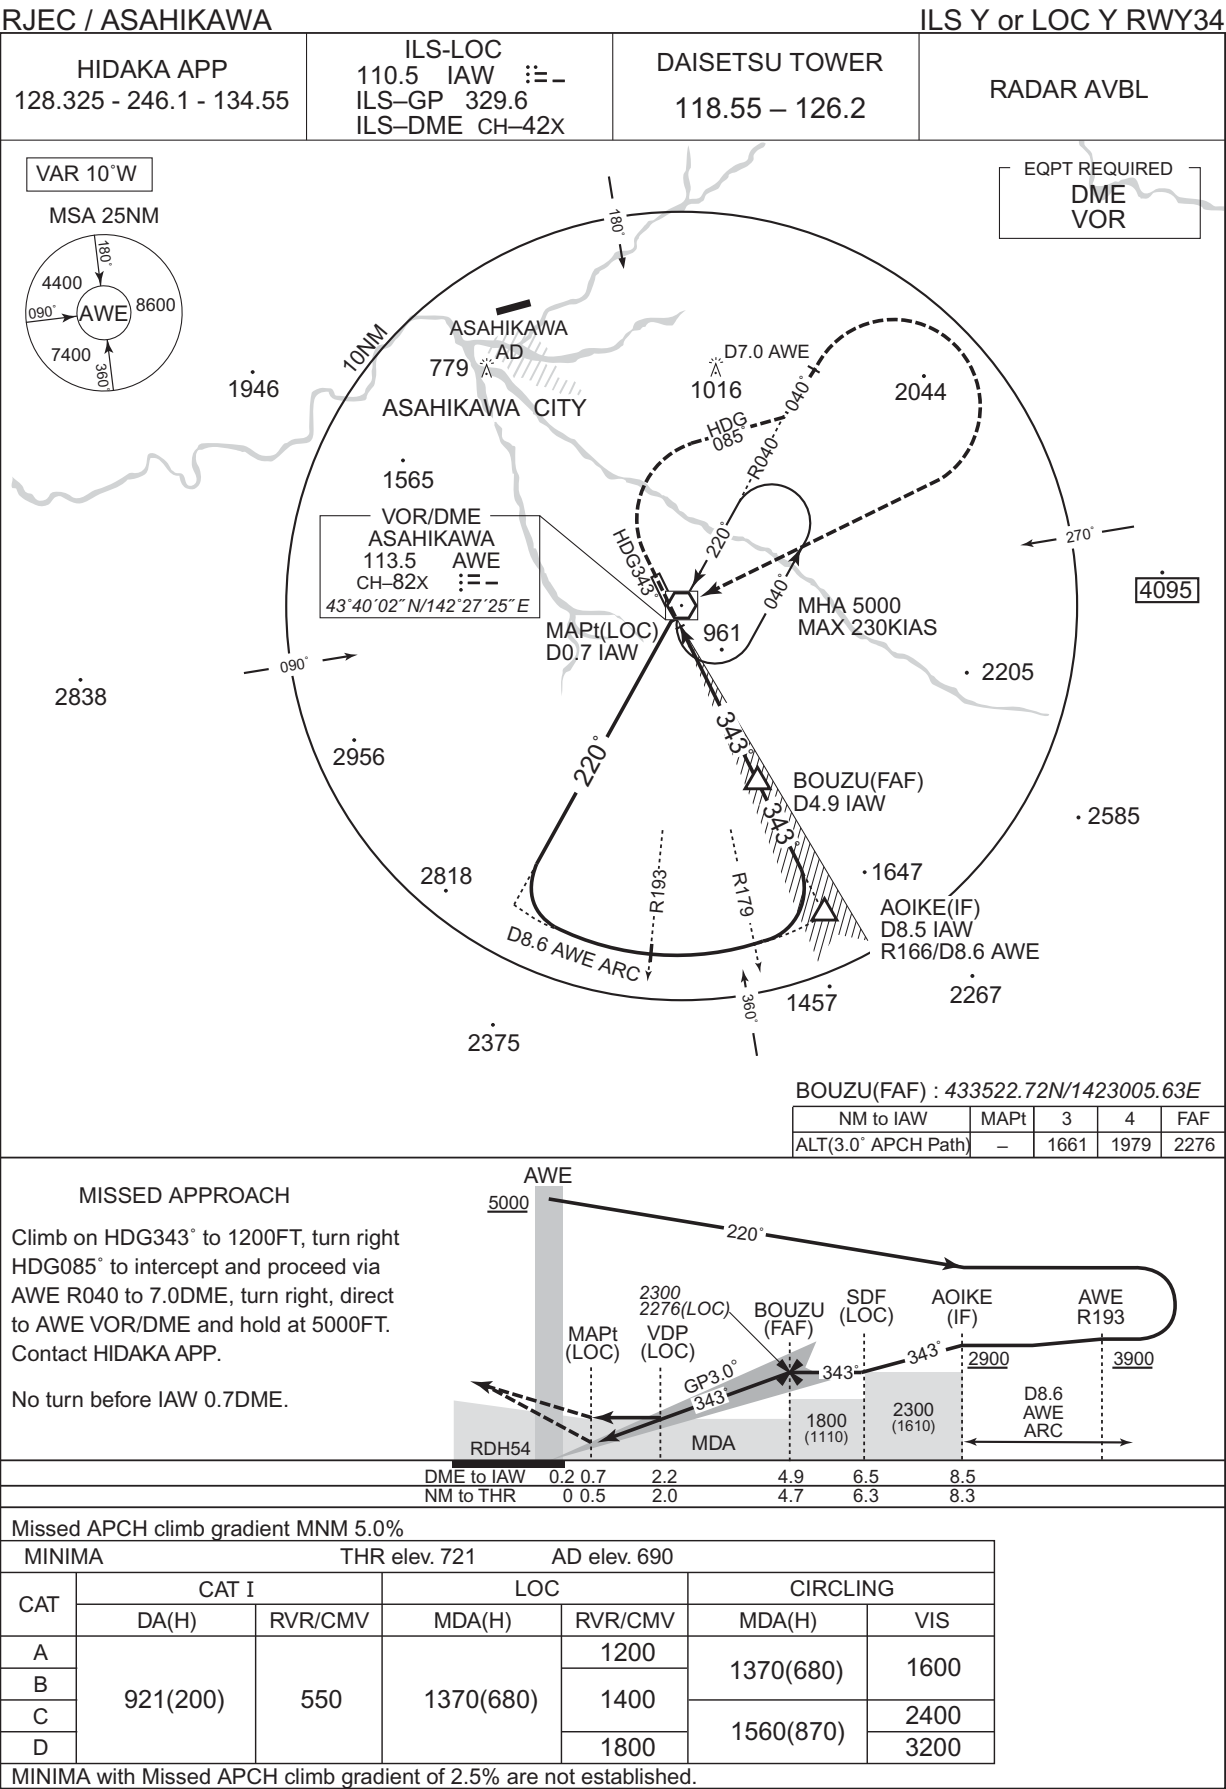 RJEC / ASAHIKAWA
ILS Y or LOC Y RWY34
HIDAKA APP
128.325 - 246.1 - 134.55
ILS-LOC
110.5 IAW
ILS–GP 329.6
ILS–DME CH–42X
DAISETSU TOWER
118.55 – 126.2
RADAR AVBL
VAR 10˚W
MSA 25NM
180˚
4400
8600
090˚
AWE
7400
360˚
EQPT REQUIRED
DME
VOR
180˚
10NM
ASAHIKAWA
AD
779
ASAHIKAWA CITY
1946
D7.0 AWE
1016
2044
040˚
HDG
085˚
R040
1565
VOR/DME
ASAHIKAWA
113.5 AWE
CH–82X
43˚40´02˝N/142˚27´25˝E
HDG343˚
220˚
040˚
270˚
4095
MHA 5000
MAX 230KIAS
MAPt(LOC)
D0.7 IAW
961
090˚
2205
2838
2956
343˚
220˚
BOUZU(FAF)
D4.9 IAW
343˚
2585
2818
1647
R193
R179
AOIKE(IF)
D8.5 IAW
R166/D8.6 AWE
D8.6 AWE ARC
360˚
1457
2267
2375
BOUZU(FAF) : 433522.72N/1423005.63E
NM to IAW MAPt 3 4 FAF
ALT(3.0˚ APCH Path) – 1661 1979 2276
MISSED APPROACH
Climb on HDG343˚ to 1200FT, turn right
HDG085˚ to intercept and proceed via
AWE R040 to 7.0DME, turn right, direct
to AWE VOR/DME and hold at 5000FT.
Contact HIDAKA APP.
No turn before IAW 0.7DME.
AWE
5000
220˚
2300
2276(LOC)
MAPt
(LOC)
VDP
(LOC)
BOUZU
(FAF)
SDF
(LOC)
AOIKE
(IF)
AWE
R193
GP3.0˚
343˚
343˚
343˚
2900
3900
RDH54
MDA
1800
(1110)
2300
(1610)
D8.6
AWE
ARC
DME to IAW 0.2 0.7 2.2 4.9 6.5 8.5
NM to THR 0 0.5 2.0 4.7 6.3 8.3
Missed APCH climb gradient MNM 5.0%
MINIMA THR elev. 721 AD elev. 690
CAT CAT I LOC CIRCLING
DA(H) RVR/CMV MDA(H) RVR/CMV MDA(H) VIS
A 1200
B 1370(680) 1600
921(200) 550 1370(680) 1400
C 2400
1560(870)
D 1800 3200
MINIMA with Missed APCH climb gradient of 2.5% are not established.